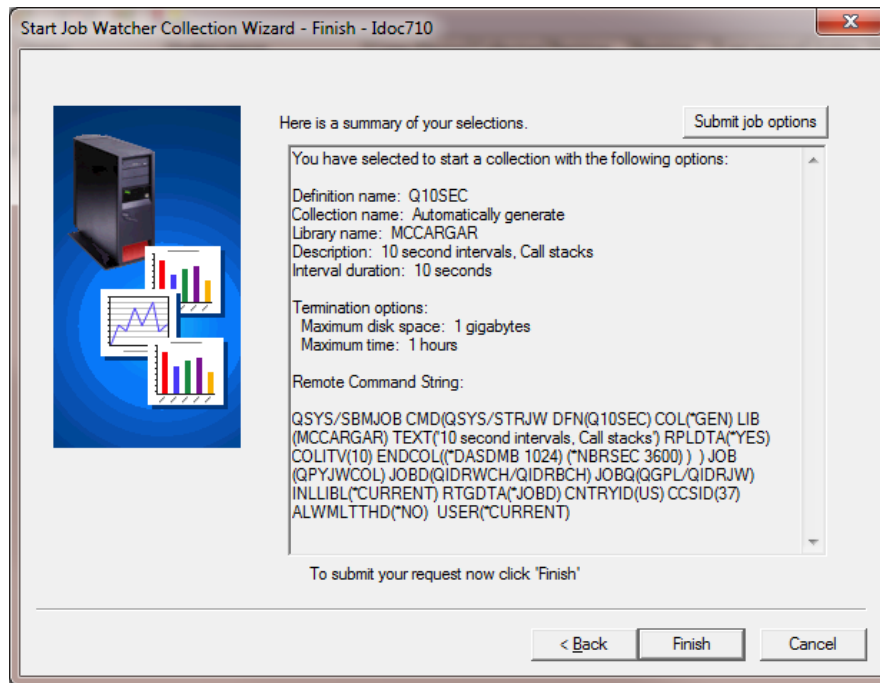 Start Job Watcher Collection Wizard - Finish - Idoc710
Here is a summary of your selections.
Submit job options
You have selected to start a collection with the following options:
Definition name:  Q10SEC
Collection name:  Automatically generate
Library name:  MCCARGAR
Description:  10 second intervals, Call stacks
Interval duration:  10 seconds
Termination options:
Maximum disk space:  1 gigabytes
Maximum time:  1 hours
Remote Command String:
QSYS/SBMJOB CMD(QSYS/STRJW DFN(Q10SEC) COL(*GEN) LIB
(MCCARGAR) TEXT('10 second intervals, Call stacks') RPLDTA(*YES)
COLITV(10) ENDCOL((*DASDMB 1024) (*NBRSEC 3600) )  ) JOB
(QPYJWCOL) JOBD(QIDRWCH/QIDRBCH) JOBQ(QGPL/QIDRJW)
INLLIBL(*CURRENT) RTGDTA(*JOBD) CNTRYID(US) CCSID(37)
ALWMLTTHD(*NO)  USER(*CURRENT)
To submit your request now click 'Finish'
< Back
Finish
Cancel